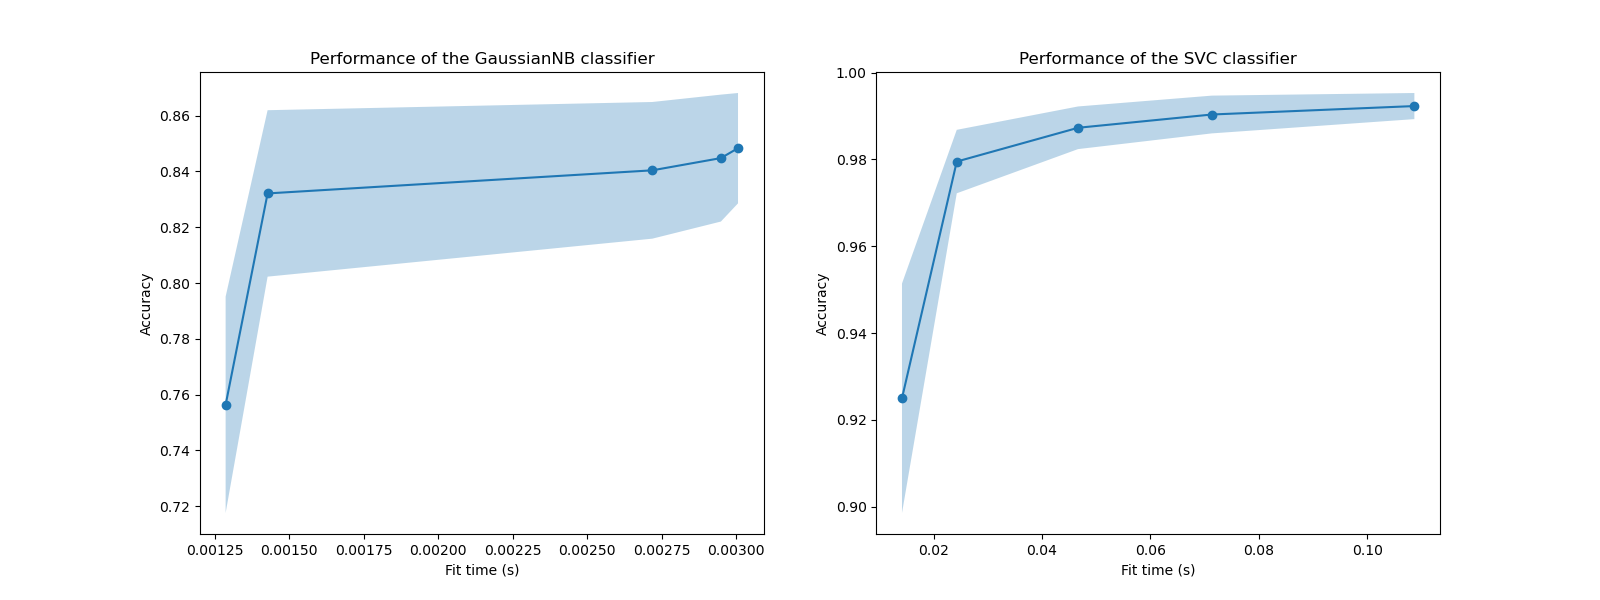 Performance of the GaussianNB classifier
0.86
0.84
0.82
0.80
0.78
0.76
0.74
0.72
Accuracy
0.00125 0.00150 0.00175 0.00200 0.00225 0.00250 0.00275 0.00300
Fit time (s)
Performance of the SVC classifier
1.00
0.98
0.96
0.94
0.92
0.90
Accuracy
0.02 0.04 0.06 0.08 0.10
Fit time (s)